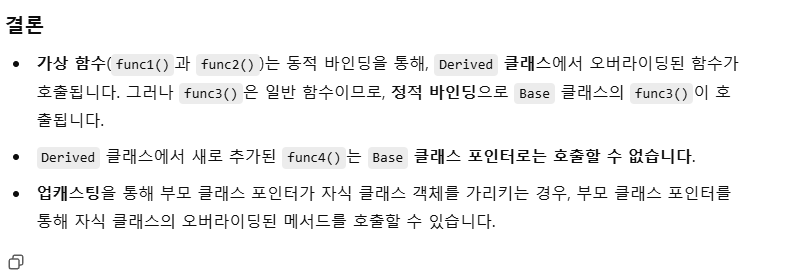 결론
• 가상 함수(func1()과 func2())는 동적 바인딩을 통해, Derived 클래스에서 오버라이딩된 함수가
호출됩니다. 그러나 func3()은 일반 함수이므로, 정적 바인딩으로 Base 클래스의 func3()이 호
출됩니다.
• Derived 클래스에서 새로 추가된 func4()는 Base 클래스 포인터로는 호출할 수 없습니다.
• 업캐스팅을 통해 부모 클래스 포인터가 자식 클래스 객체를 가리키는 경우, 부모 클래스 포인터를
통해 자식 클래스의 오버라이딩된 메서드를 호출할 수 있습니다.